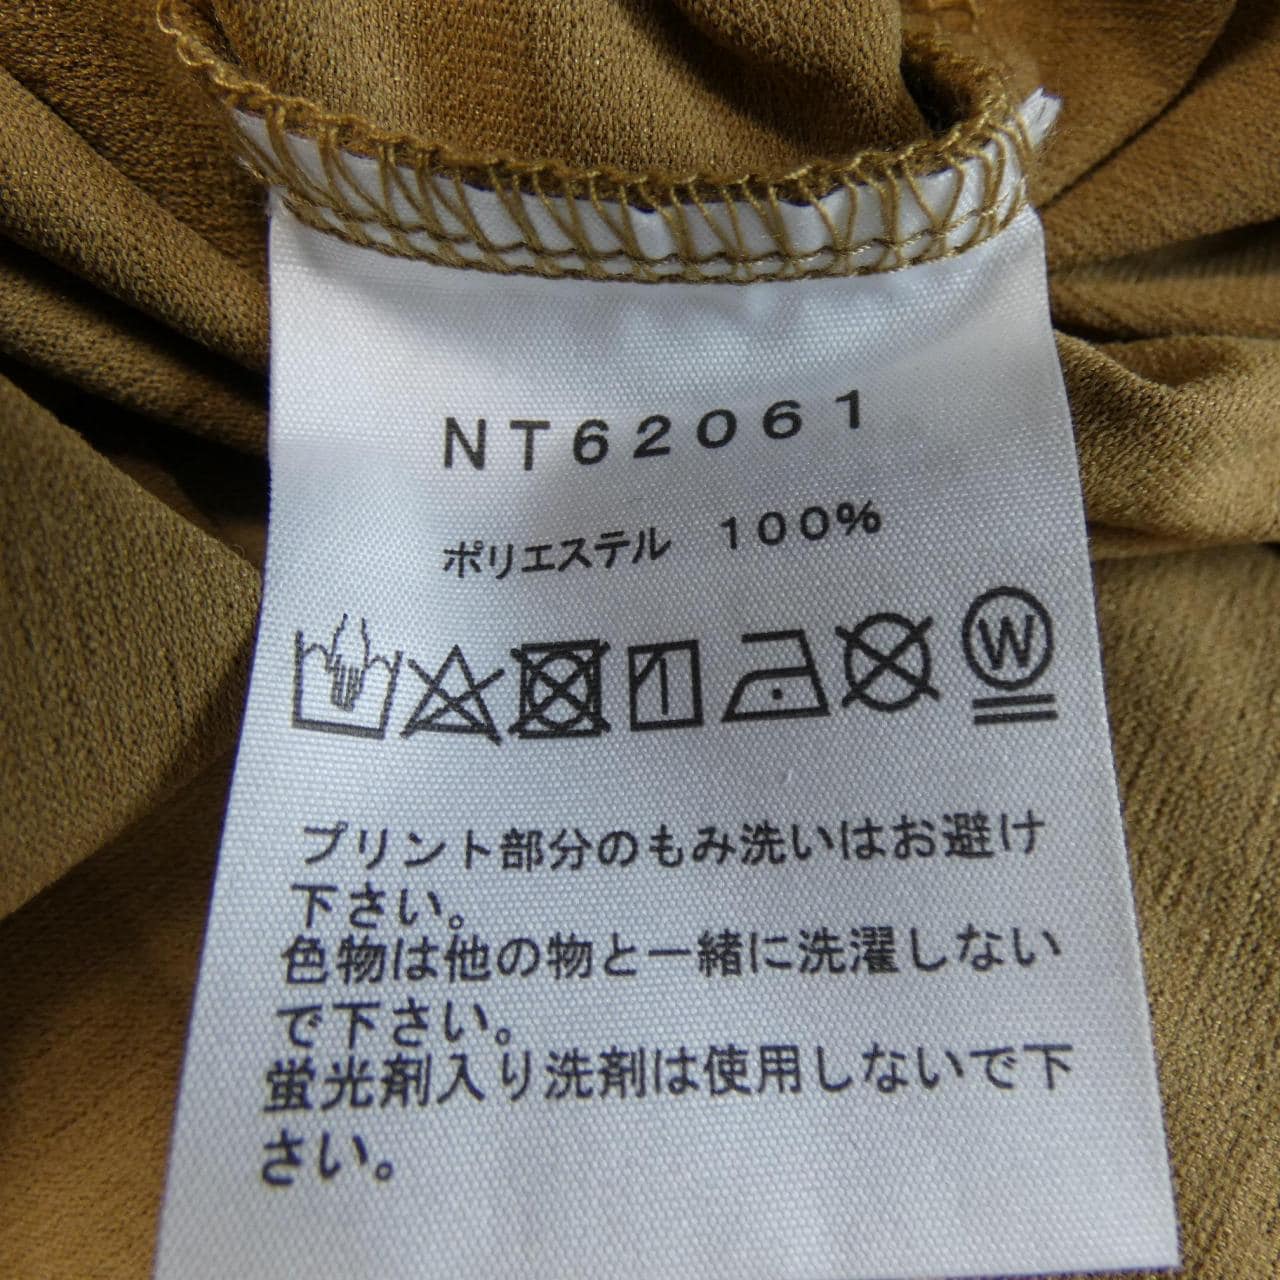 NT62061
ポリエステル 100%
W
プリント部分のもみ洗いはお避け
下さい。
色物は他の物と一緒に洗濯しない
で下さい。
蛍光剤入り洗剤は使用しないで下
さい。